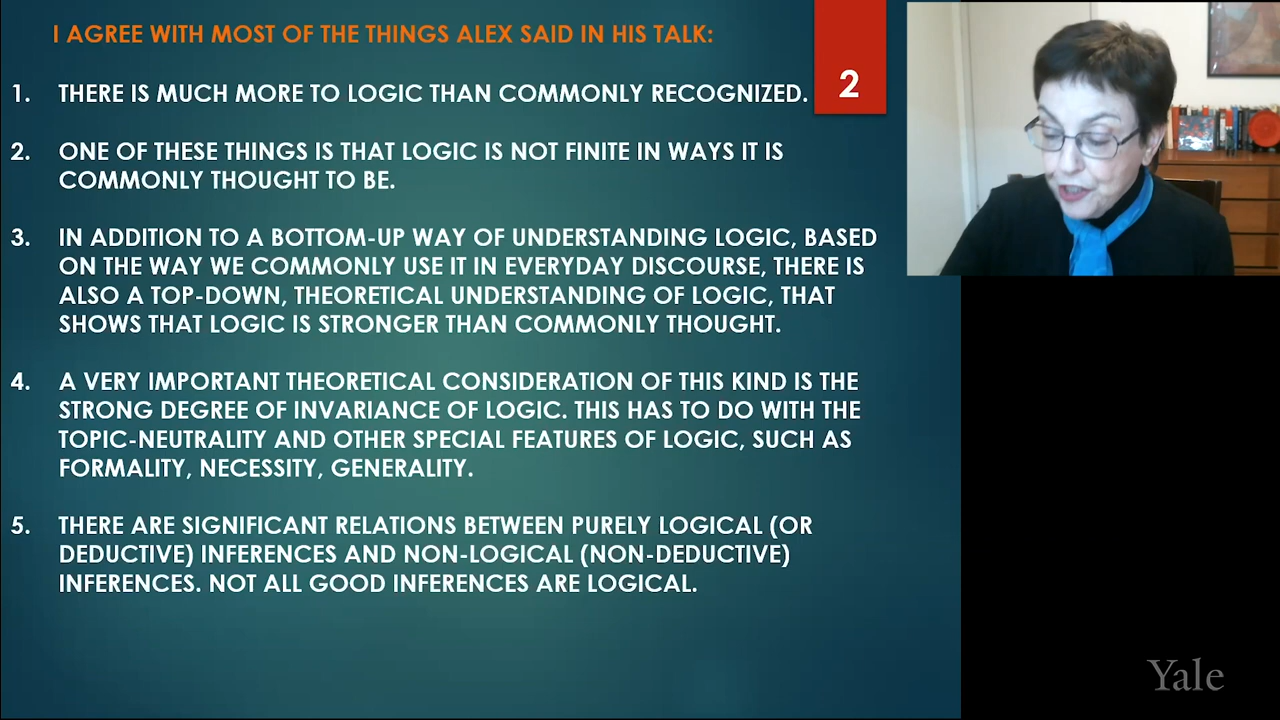 I AGREE WITH MOST OF THE THINGS ALEX SAID IN HIS TALK:
2
1. THERE IS MUCH MORE TO LOGIC THAN COMMONLY RECOGNIZED.
2. ONE OF THESE THINGS IS THAT LOGIC IS NOT FINITE IN WAYS IT IS
COMMONLY THOUGHT TO BE.
3. IN ADDITION TO A BOTTOM-UP WAY OF UNDERSTANDING LOGIC, BASED
ON THE WAY WE COMMONLY USE IT IN EVERYDAY DISCOURSE, THERE IS
ALSO A TOP-DOWN, THEORETICAL UNDERSTANDING OF LOGIC, THAT
SHOWS THAT LOGIC IS STRONGER THAN COMMONLY THOUGHT.
4. A VERY IMPORTANT THEORETICAL CONSIDERATION OF THIS KIND IS THE
STRONG DEGREE OF INVARIANCE OF LOGIC. THIS HAS TO DO WITH THE
TOPIC-NEUTRALITY AND OTHER SPECIAL FEATURES OF LOGIC, SUCH AS
FORMALITY, NECESSITY, GENERALITY.
5. THERE ARE SIGNIFICANT RELATIONS BETWEEN PURELY LOGICAL (OR
DEDUCTIVE) INFERENCES AND NON-LOGICAL (NON-DEDUCTIVE)
INFERENCES. NOT ALL GOOD INFERENCES ARE LOGICAL.
Yale